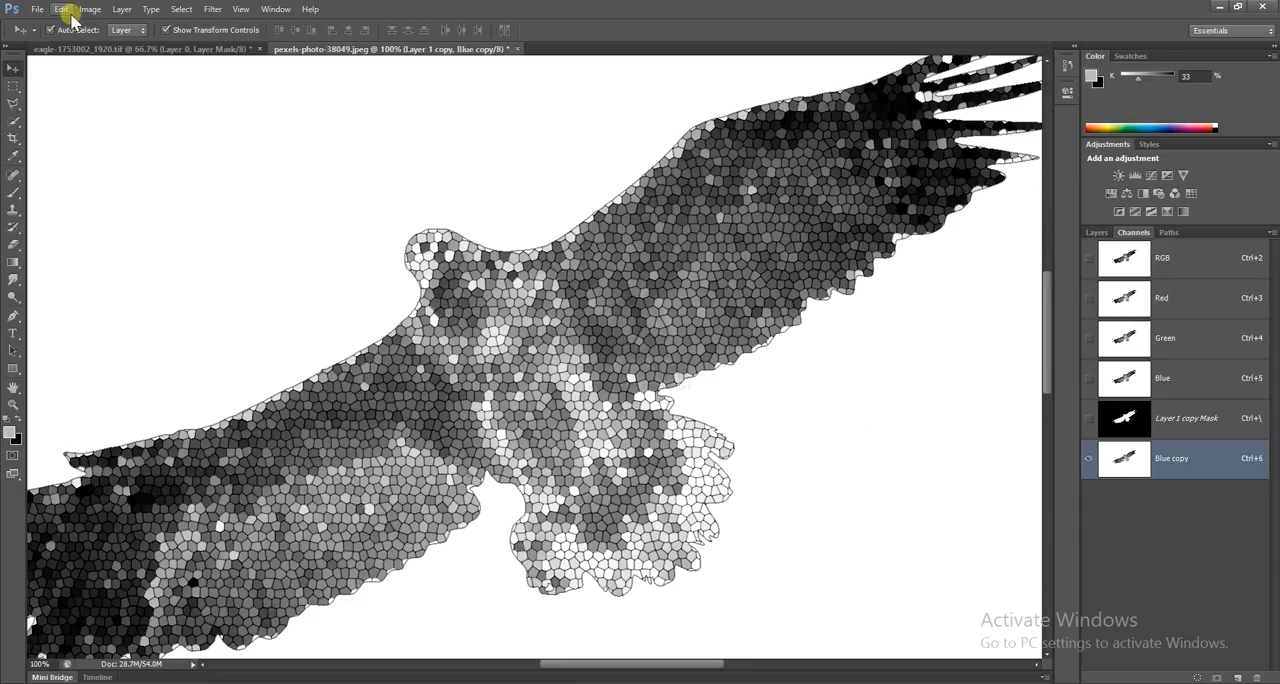 Ps File Edit Image Layer Type Select Filter View Window Help
Auto-Select: Layer Show Transform Controls Essentials
eagle-1753002_1920.tif @ 66.7% (Layer 0, Layer Mask/8) * × pexels-photo-38049.jpeg @ 100% (Layer 1 copy, Blue copy/8) * ×
Color Swatches
K 33 %
Adjustments Styles
Add an adjustment
Layers Channels Paths
RGB Ctrl+2
Red Ctrl+3
Green Ctrl+4
Blue Ctrl+5
Layer 1 copy Mask Ctrl+\
Blue copy Ctrl+6
Activate Windows
Go to PC settings to activate Windows.
100% Doc: 28.7M/54.0M
Mini Bridge Timeline